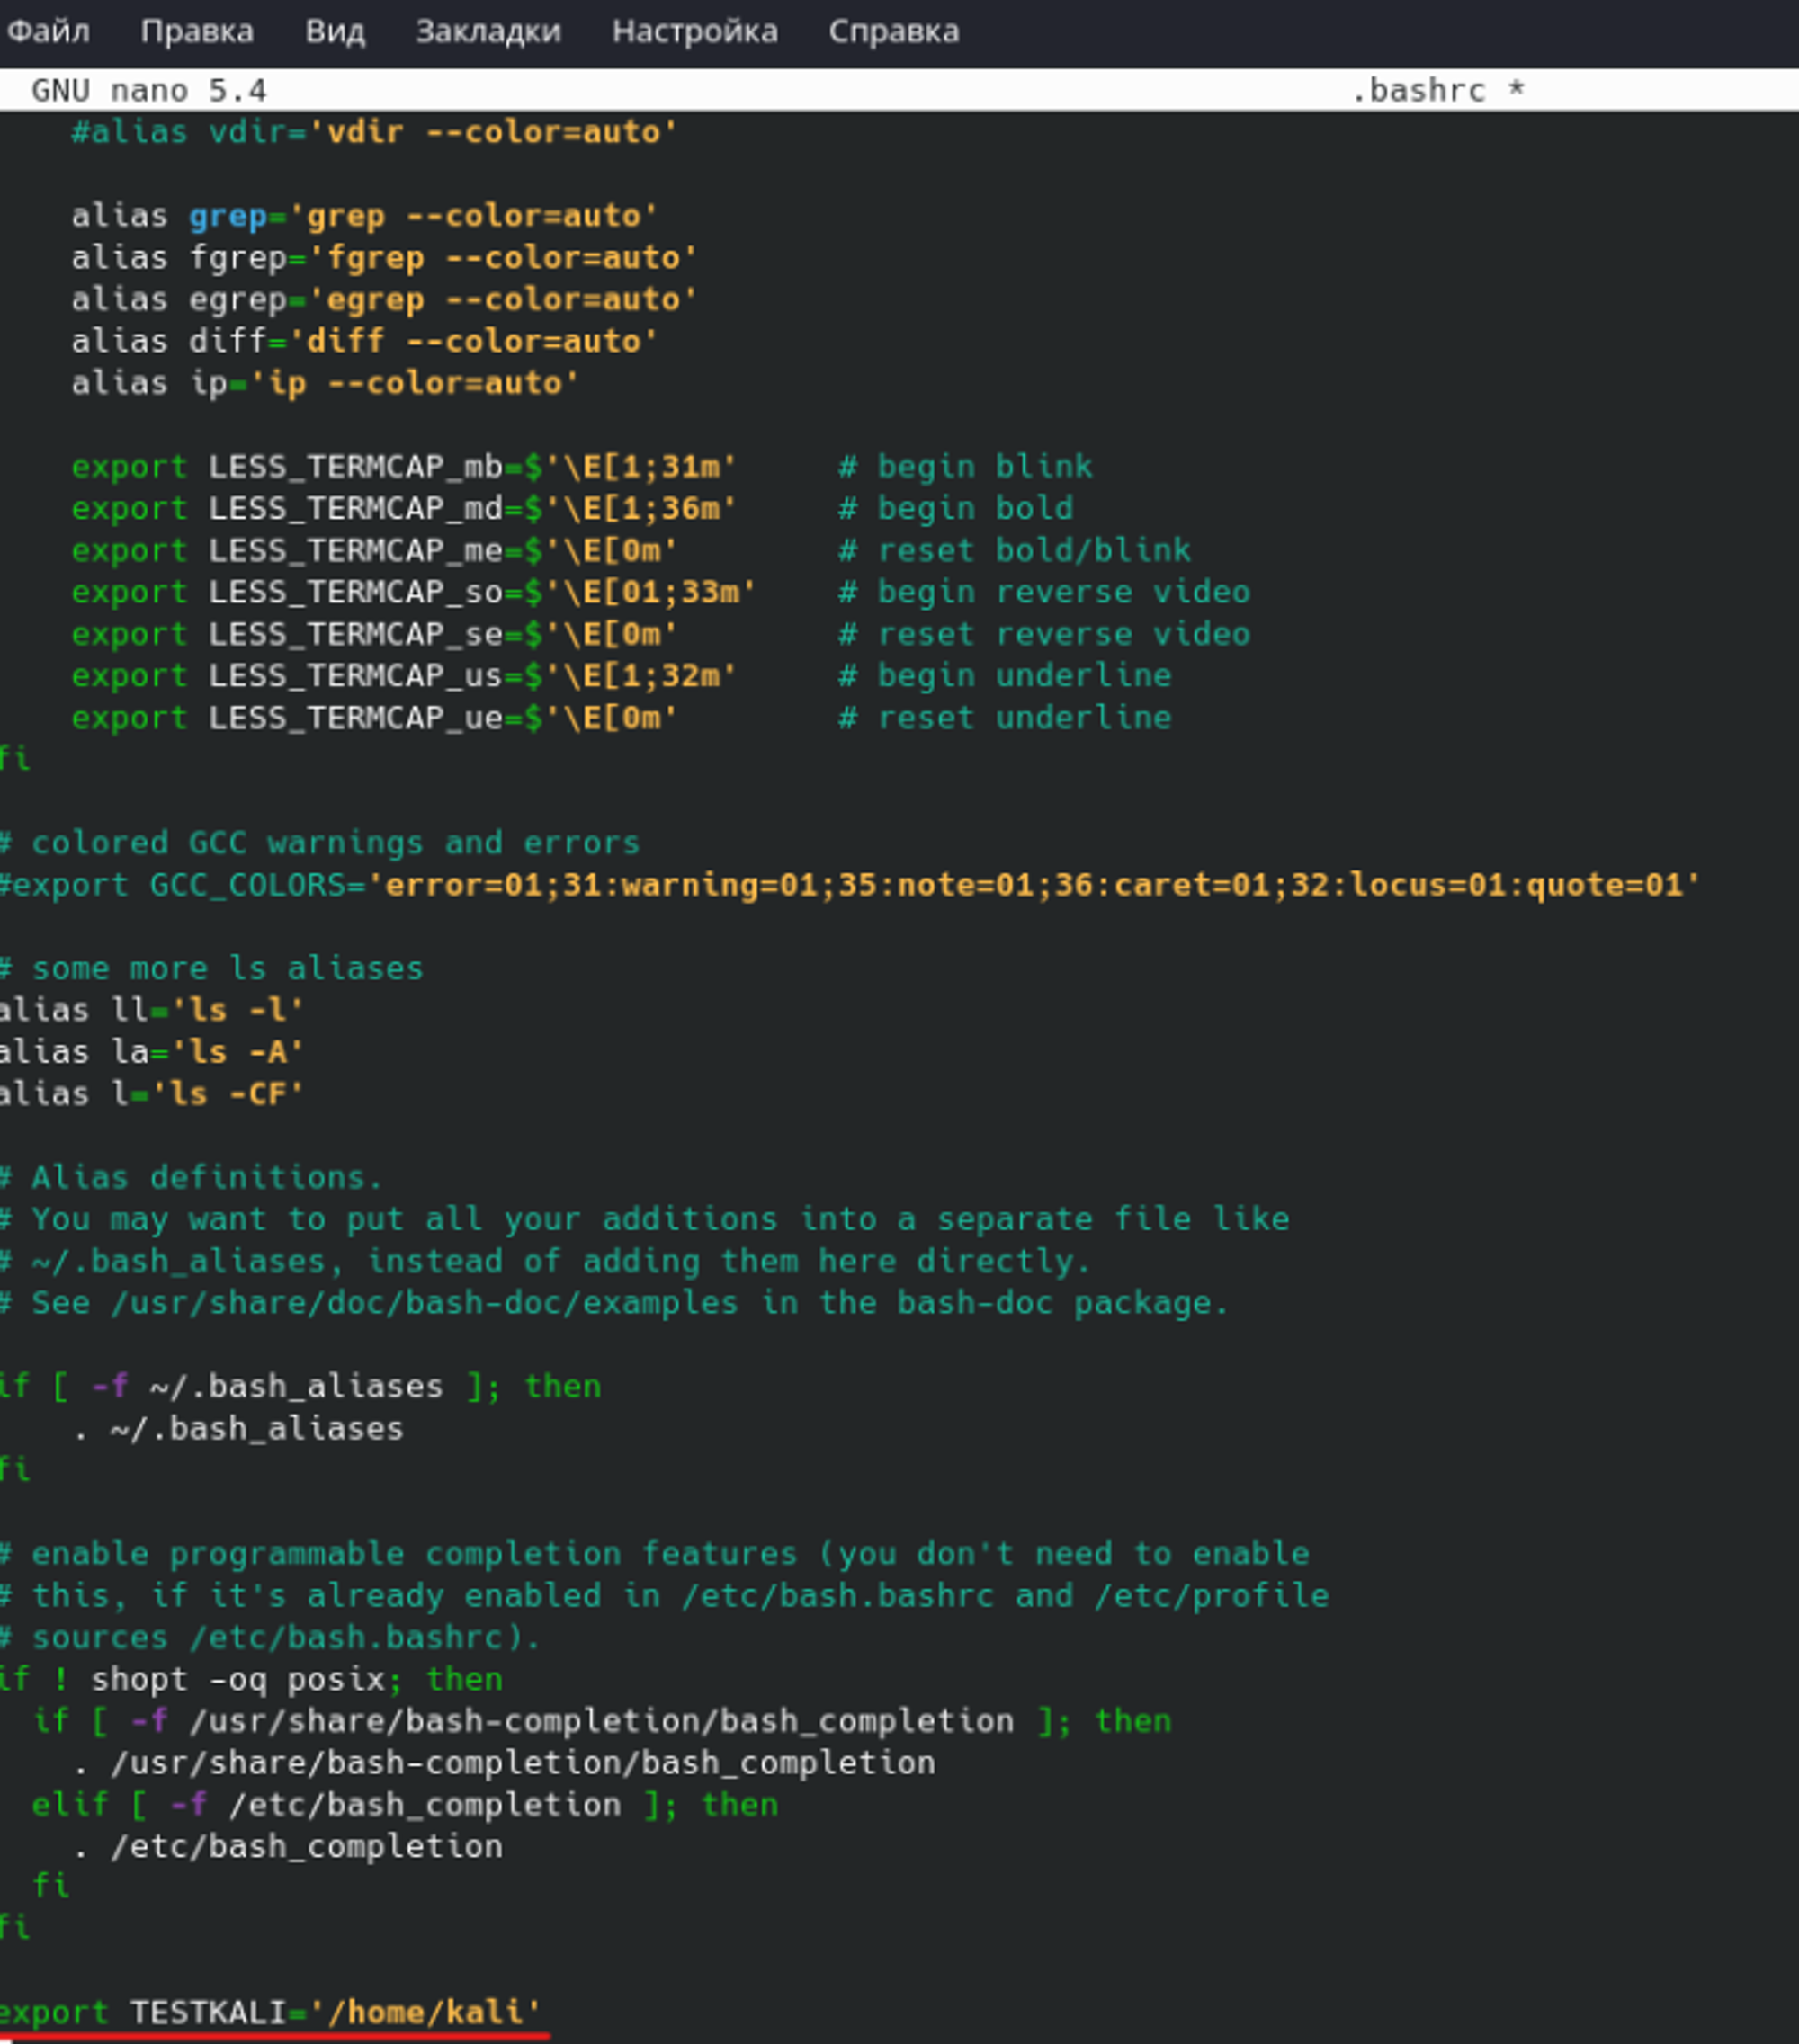 Файл Правка Вид Закладки Настройка Справка
GNU nano 5.4 .bashrc *
#alias vdir='vdir --color=auto'
alias grep='grep --color=auto'
alias fgrep='fgrep --color=auto'
alias egrep='egrep --color=auto'
alias diff='diff --color=auto'
alias ip='ip --color=auto'
export LESS_TERMCAP_mb=$'\E[1;31m' # begin blink
export LESS_TERMCAP_md=$'\E[1;36m' # begin bold
export LESS_TERMCAP_me=$'\E[0m' # reset bold/blink
export LESS_TERMCAP_so=$'\E[01;33m' # begin reverse video
export LESS_TERMCAP_se=$'\E[0m' # reset reverse video
export LESS_TERMCAP_us=$'\E[1;32m' # begin underline
export LESS_TERMCAP_ue=$'\E[0m' # reset underline
fi
# colored GCC warnings and errors
#export GCC_COLORS='error=01;31:warning=01;35:note=01;36:caret=01;32:locus=01:quote=01'
# some more ls aliases
alias ll='ls -l'
alias la='ls -A'
alias l='ls -CF'
# Alias definitions.
# You may want to put all your additions into a separate file like
# ~/.bash_aliases, instead of adding them here directly.
# See /usr/share/doc/bash-doc/examples in the bash-doc package.
if [ -f ~/.bash_aliases ]; then
. ~/.bash_aliases
fi
# enable programmable completion features (you don't need to enable
# this, if it's already enabled in /etc/bash.bashrc and /etc/profile
# sources /etc/bash.bashrc).
if ! shopt -oq posix; then
if [ -f /usr/share/bash-completion/bash_completion ]; then
. /usr/share/bash-completion/bash_completion
elif [ -f /etc/bash_completion ]; then
. /etc/bash_completion
fi
fi
export TESTKALI='/home/kali'